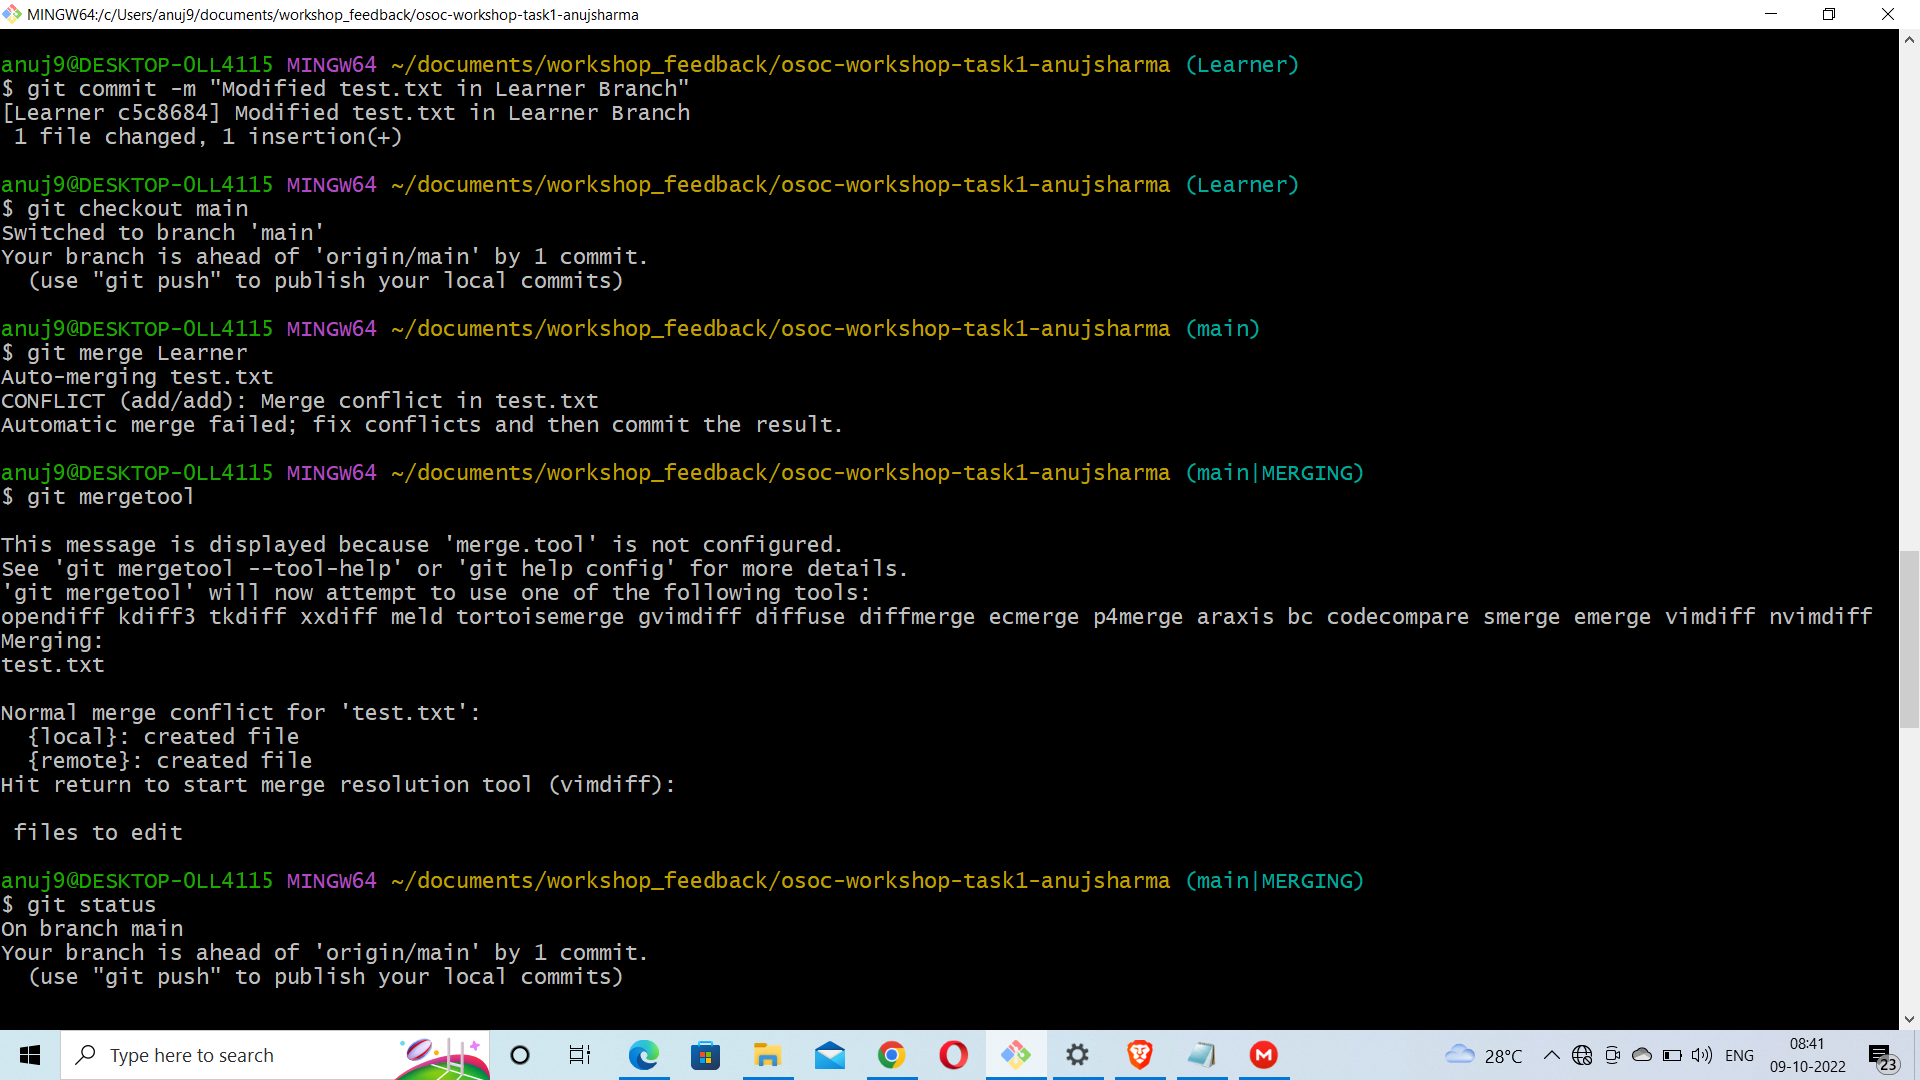 MINGW64:/c/Users/anuj9/documents/workshop_feedback/osoc-workshop-task1-anujsharma
anuj9@DESKTOP-0LL4115 MINGW64 ~/documents/workshop_feedback/osoc-workshop-task1-anujsharma (Learner)
$ git commit -m "Modified test.txt in Learner Branch"
[Learner c5c8684] Modified test.txt in Learner Branch
 1 file changed, 1 insertion(+)
anuj9@DESKTOP-0LL4115 MINGW64 ~/documents/workshop_feedback/osoc-workshop-task1-anujsharma (Learner)
$ git checkout main
Switched to branch 'main'
Your branch is ahead of 'origin/main' by 1 commit.
  (use "git push" to publish your local commits)
anuj9@DESKTOP-0LL4115 MINGW64 ~/documents/workshop_feedback/osoc-workshop-task1-anujsharma (main)
$ git merge Learner
Auto-merging test.txt
CONFLICT (add/add): Merge conflict in test.txt
Automatic merge failed; fix conflicts and then commit the result.
anuj9@DESKTOP-0LL4115 MINGW64 ~/documents/workshop_feedback/osoc-workshop-task1-anujsharma (main|MERGING)
$ git mergetool
This message is displayed because 'merge.tool' is not configured.
See 'git mergetool --tool-help' or 'git help config' for more details.
'git mergetool' will now attempt to use one of the following tools:
opendiff kdiff3 tkdiff xxdiff meld tortoisemerge gvimdiff diffuse diffmerge ecmerge p4merge araxis bc codecompare smerge emerge vimdiff nvimdiff
Merging:
test.txt
Normal merge conflict for 'test.txt':
  {local}: created file
  {remote}: created file
Hit return to start merge resolution tool (vimdiff):
 files to edit
anuj9@DESKTOP-0LL4115 MINGW64 ~/documents/workshop_feedback/osoc-workshop-task1-anujsharma (main|MERGING)
$ git status
On branch main
Your branch is ahead of 'origin/main' by 1 commit.
  (use "git push" to publish your local commits)
Type here to search
28°C
ENG
08:41
09-10-2022
23